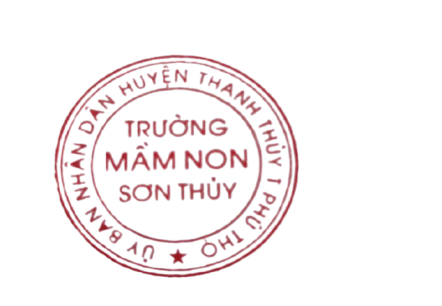 ỦY BAN NHÂN DÂN HUYỆN THANH THỦY T PHÚ THỌ
TRƯỜNG
MẦM NON
SƠN THỦY